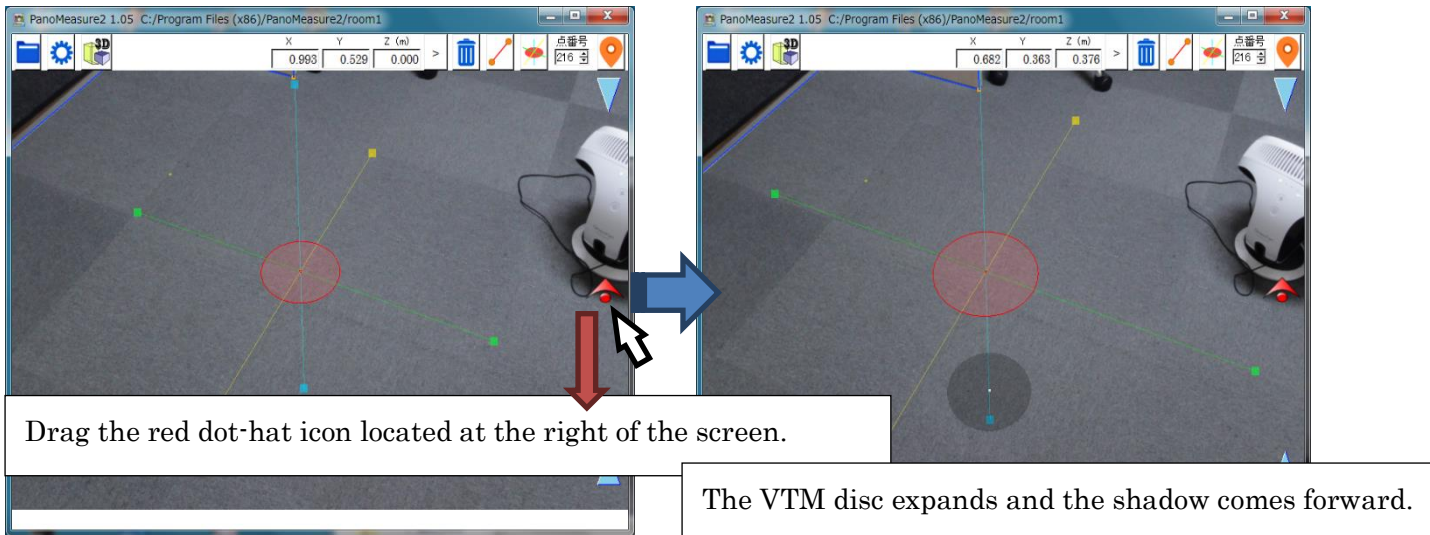 PanoMeasure2 1.05 C:/Program Files (x86)/PanoMeasure2/room1
3D
X Y Z (m)
0.993 0.529 0.000 >
点番号
216
PanoMeasure2 1.05 C:/Program Files (x86)/PanoMeasure2/room1
3D
X Y Z (m)
0.682 0.363 0.376 >
点番号
216
Drag the red dot-hat icon located at the right of the screen.
The VTM disc expands and the shadow comes forward.